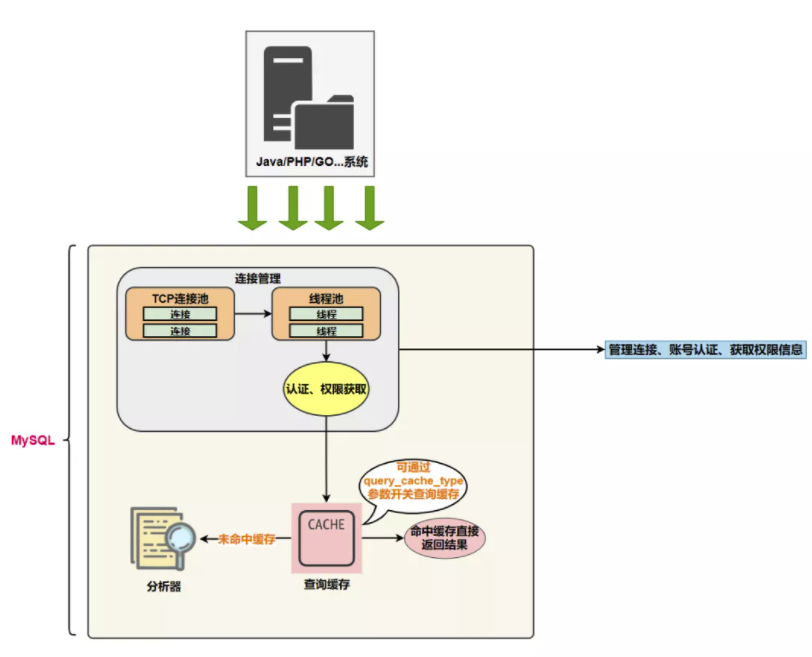 Java/PHP/GO...系统
连接管理
TCP连接池
连接
连接
线程池
线程
线程
认证、权限获取
管理连接、账号认证、获取权限信息
MySQL
可通过
query_cache_type
参数开关查询缓存
CACHE
查询缓存
命中缓存直接
返回结果
未命中缓存
分析器